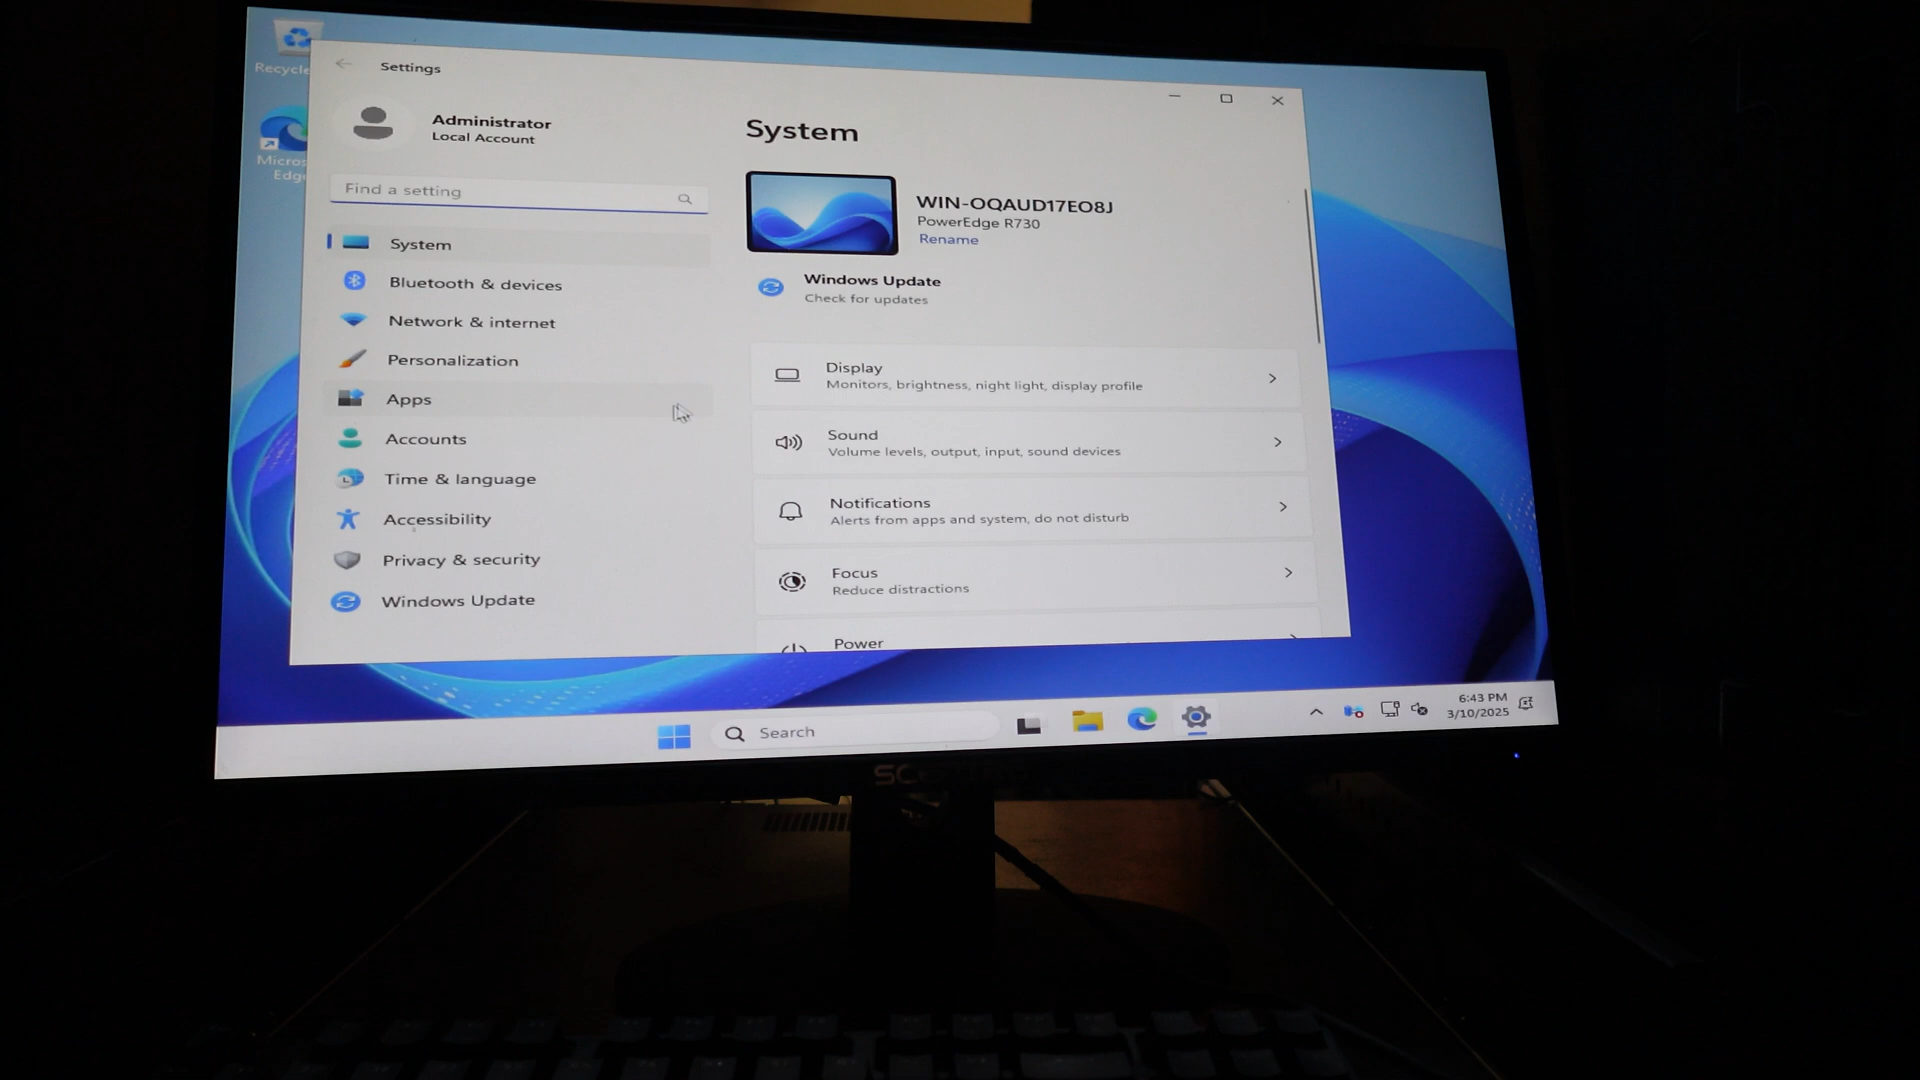 Recycle
Micros
Edge
Settings
Administrator
Local Account
Find a setting
System
Bluetooth & devices
Network & internet
Personalization
Apps
Accounts
Time & language
Accessibility
Privacy & security
Windows Update
System
WIN-OQAUD17EO8J
PowerEdge R730
Rename
Windows Update
Check for updates
Display
Monitors, brightness, night light, display profile
Sound
Volume levels, output, input, sound devices
Notifications
Alerts from apps and system, do not disturb
Focus
Reduce distractions
Power
Search
6:43 PM
3/10/2025